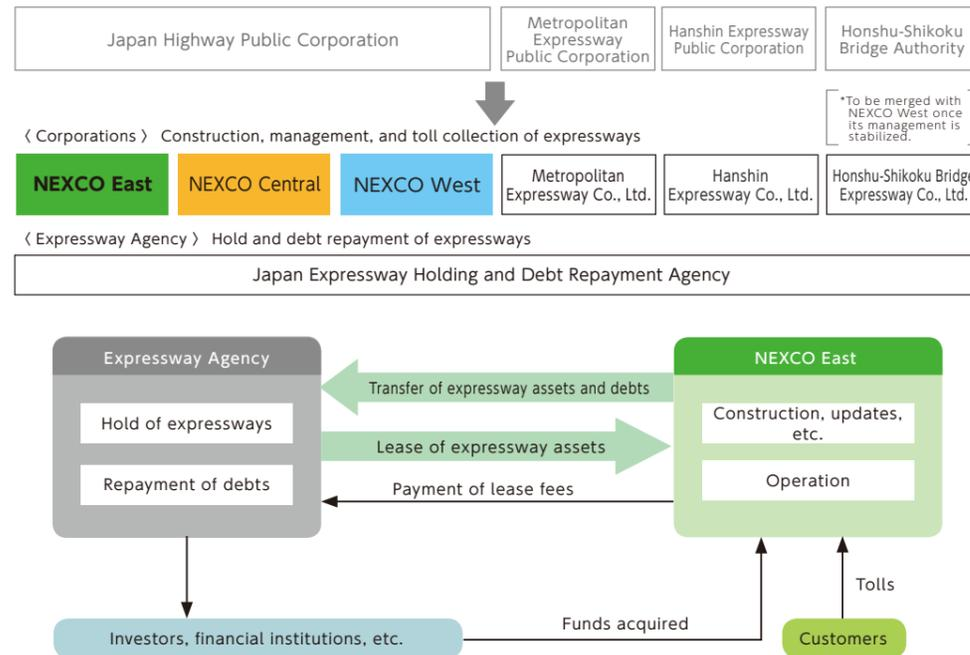 Japan Highway Public Corporation
Metropolitan
Expressway
Public Corporation
Hanshin Expressway
Public Corporation
Honshu-Shikoku
Bridge Authority
*To be merged with
NEXCO West once
its management is
stabilized.
〈 Corporations 〉 Construction, management, and toll collection of expressways
NEXCO East
NEXCO Central
NEXCO West
Metropolitan
Expressway Co., Ltd.
Hanshin
Expressway Co., Ltd.
Honshu-Shikoku Bridge
Expressway Co., Ltd.
〈 Expressway Agency 〉 Hold and debt repayment of expressways
Japan Expressway Holding and Debt Repayment Agency
Expressway Agency
Hold of expressways
Repayment of debts
Transfer of expressway assets and debts
Lease of expressway assets
Payment of lease fees
NEXCO East
Construction, updates,
etc.
Operation
Tolls
Funds acquired
Investors, financial institutions, etc.
Customers